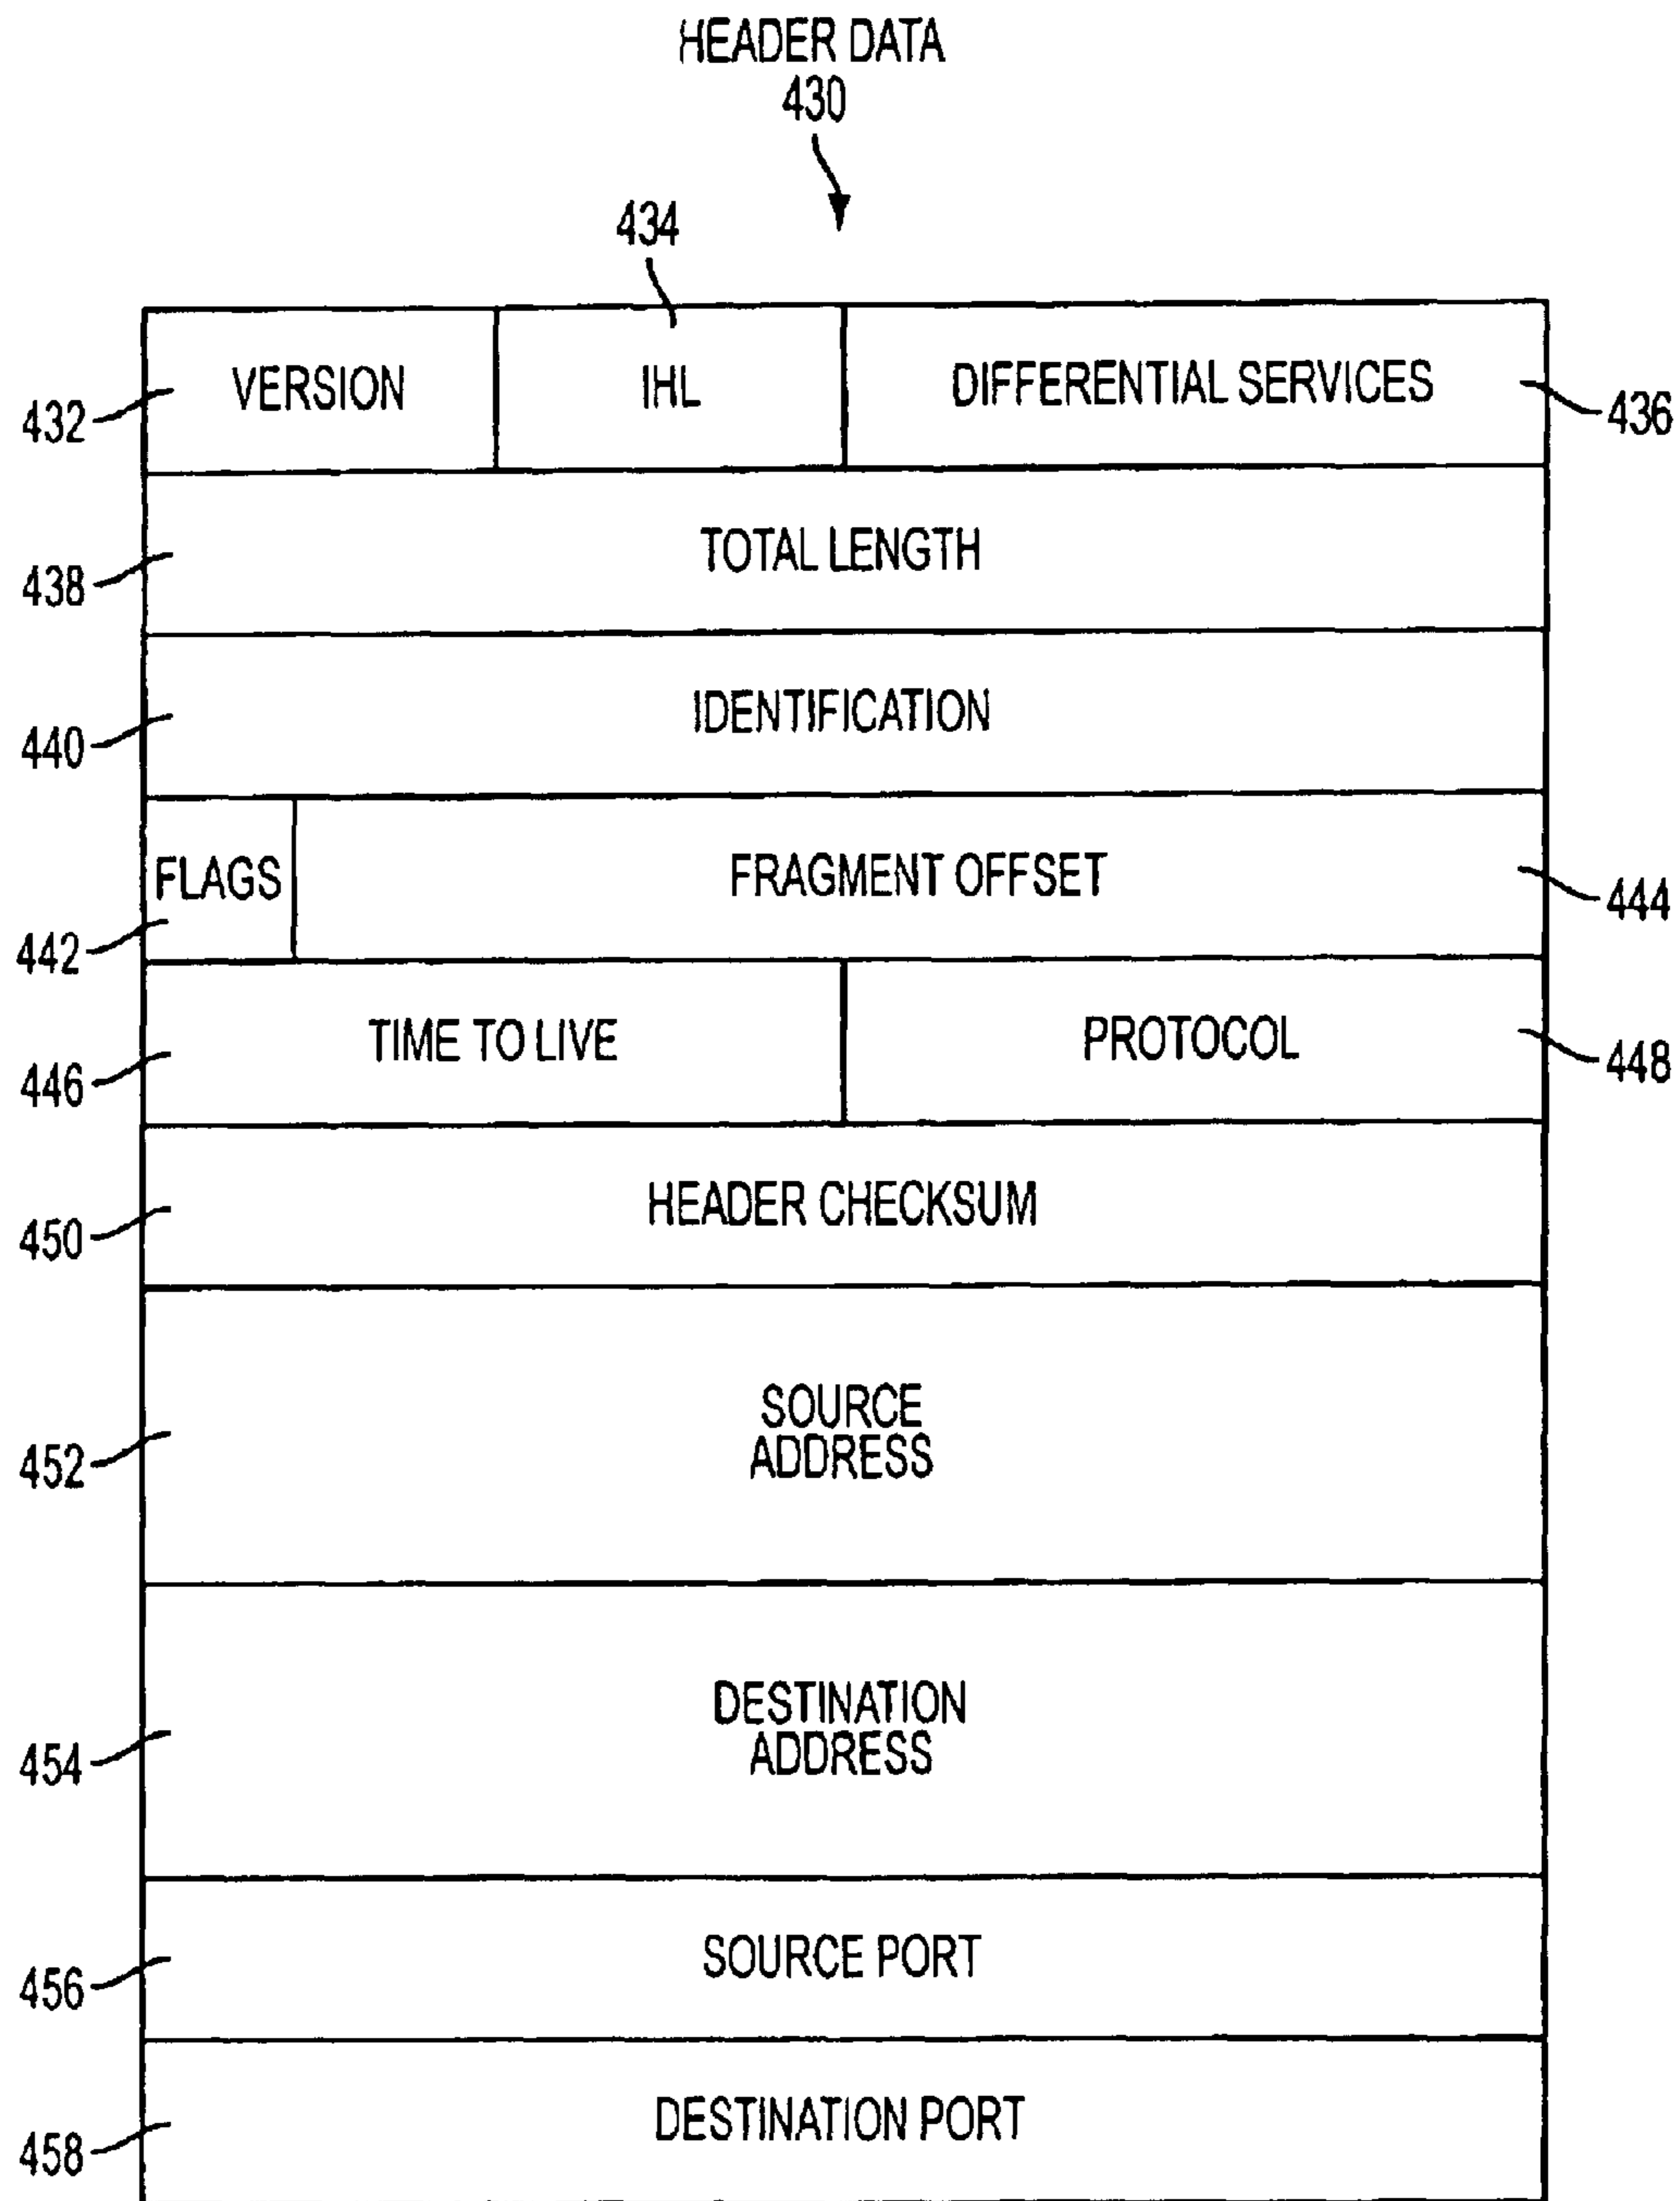 HEADER DATA
430
434
432
VERSION
IHL
DIFFERENTIAL SERVICES
436
438
TOTAL LENGTH
440
IDENTIFICATION
442
FLAGS
FRAGMENT OFFSET
444
446
TIME TO LIVE
PROTOCOL
448
450
HEADER CHECKSUM
452
SOURCE
ADDRESS
454
DESTINATION
ADDRESS
456
SOURCE PORT
458
DESTINATION PORT